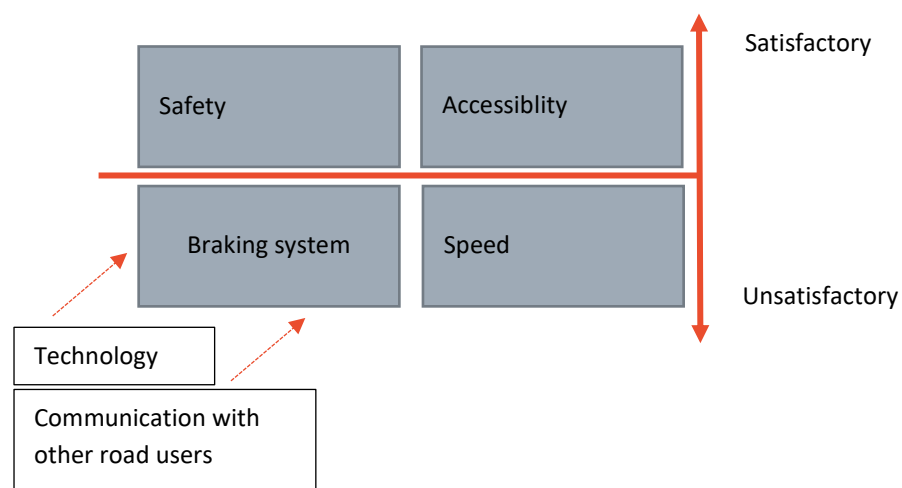 Satisfactory
Safety
Accessiblity
Braking system
Speed
Unsatisfactory
Technology
Communication with
other road users